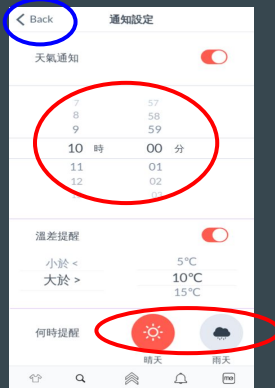 Back 通知設定
天氣通知
7 57
8 58
9 59
10 時 00 分
11 01
12 02
溫差提醒
小於 < 5°C
大於 > 10°C
15°C
何時提醒
晴天 雨天
me